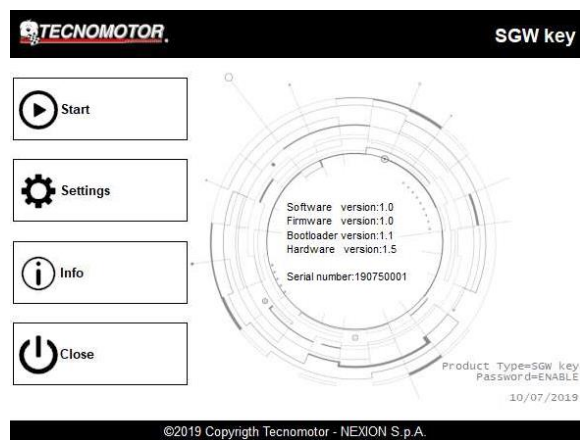 TECNOMOTOR.
SGW key
Start
Settings
Info
Close
Software version:1.0
Firmware version:1.0
Bootloader version:1.1
Hardware version:1.5
Serial number:190750001
Product Type=SGW key
Password=ENABLE
10/07/2019
©2019 Copyrigth Tecnomotor - NEXION S.p.A.